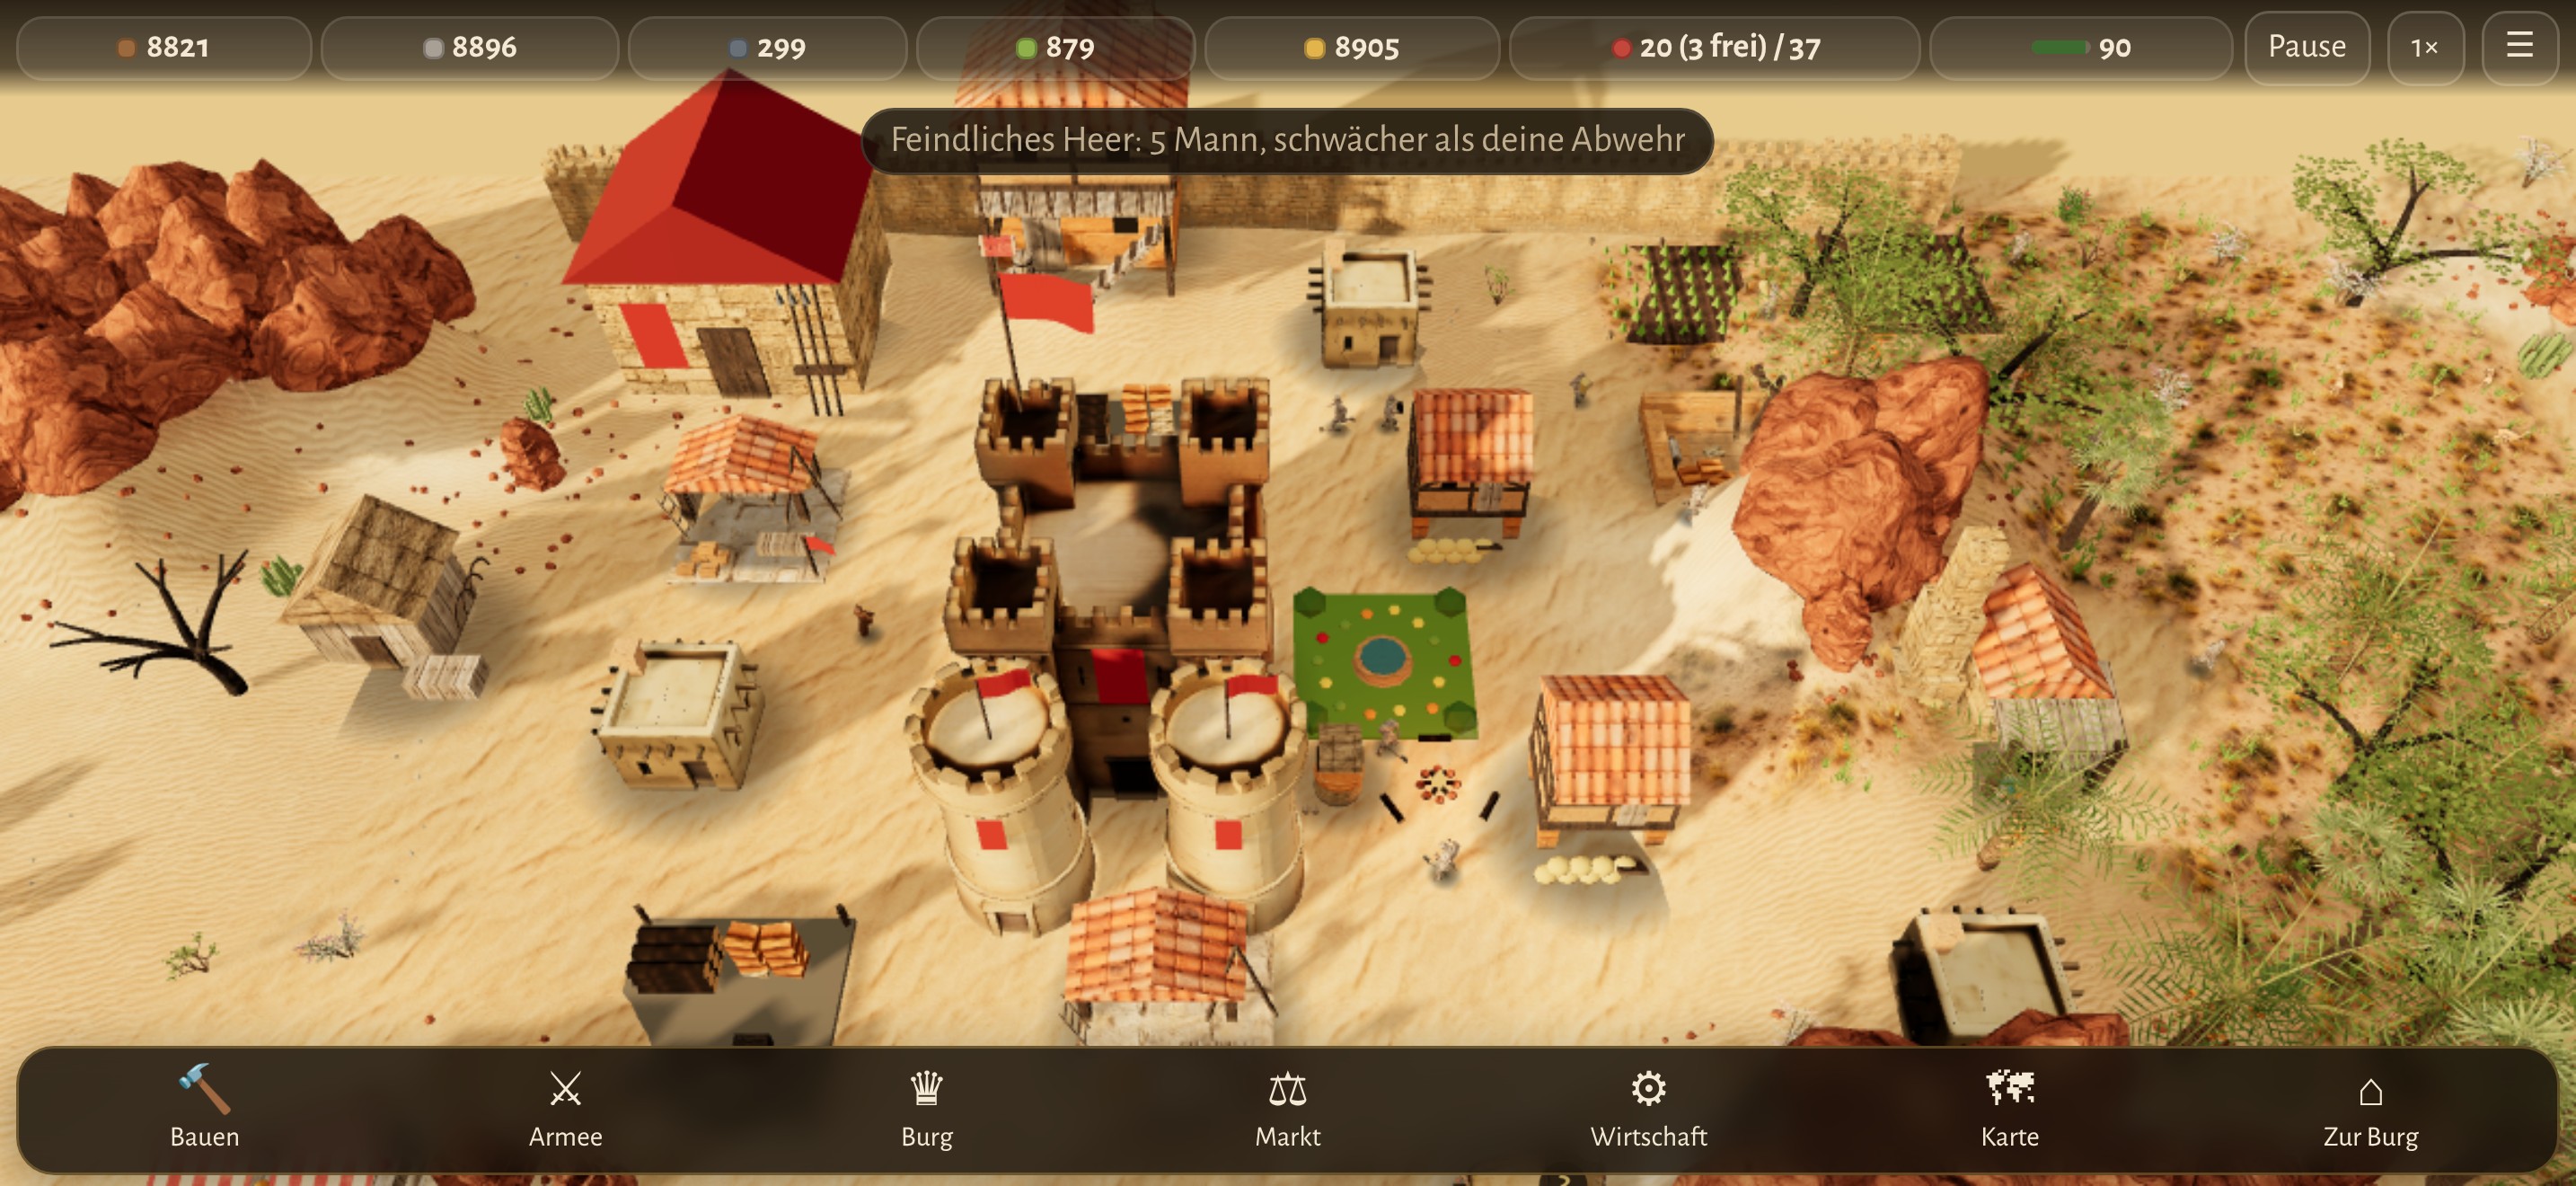 8821
8896
299
879
8905
20 (3 frei) / 37
90
Pause
1×
Feindliches Heer: 5 Mann, schwächer als deine Abwehr
Bauen
Armee
Burg
Markt
Wirtschaft
Karte
Zur Burg